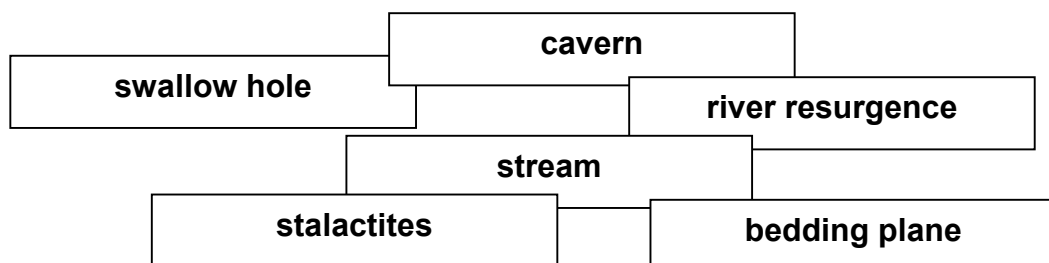 cavern
swallow hole
river resurgence
stream
stalactites
bedding plane